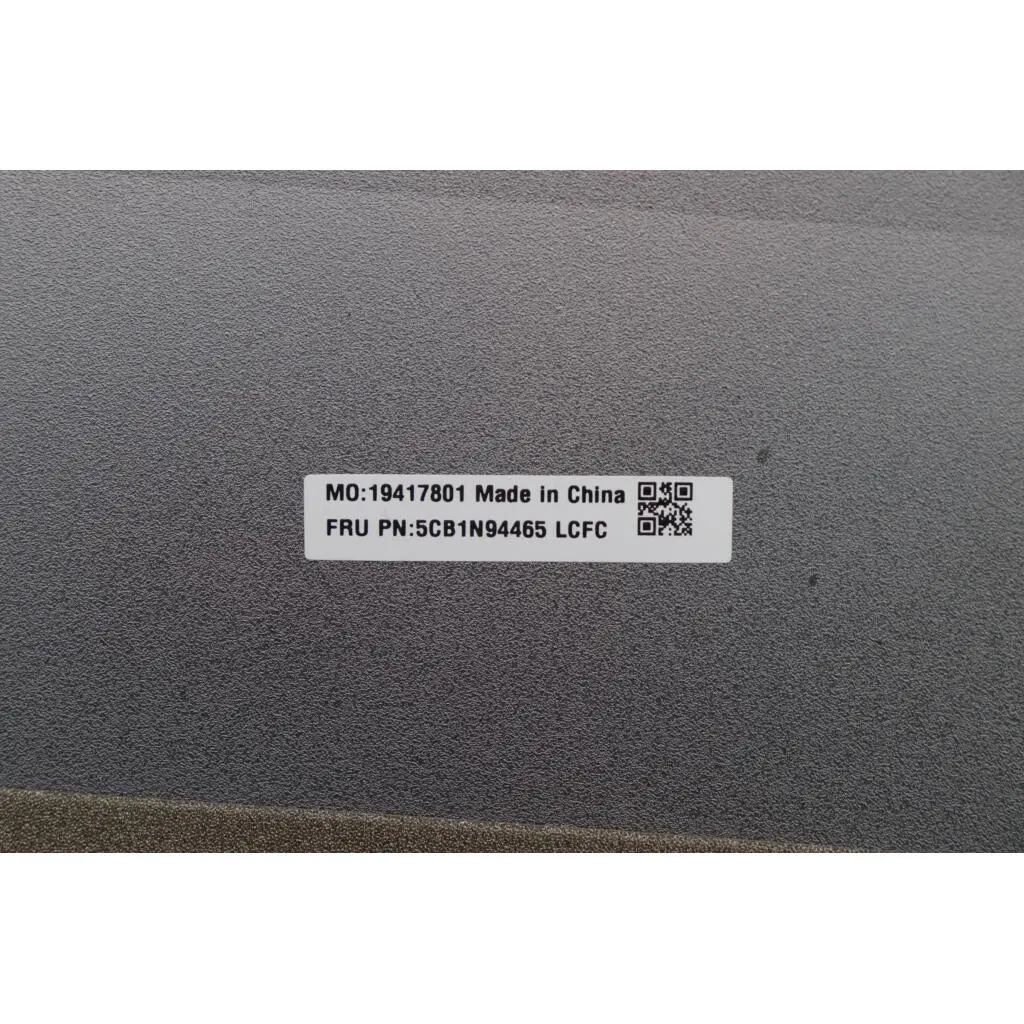 MO:19417801 Made in China
FRU PN:5CB1N94465 LCFC